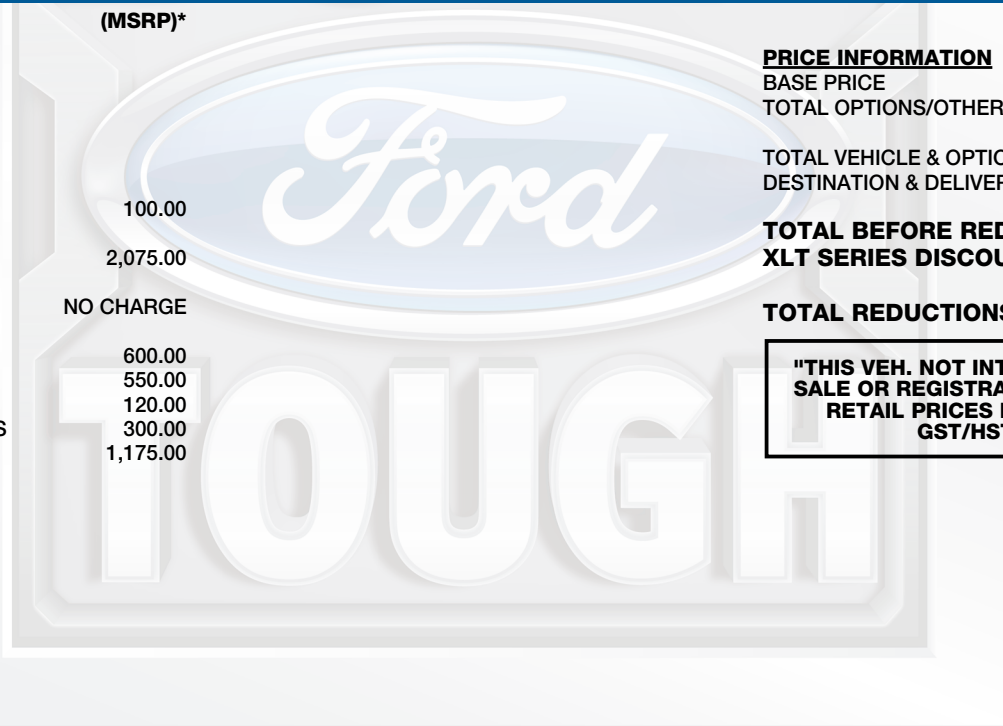 (MSRP)*
100.00
2,075.00
NO CHARGE
600.00
550.00
120.00
S 300.00
1,175.00
PRICE INFORMATION
BASE PRICE
TOTAL OPTIONS/OTHER
TOTAL VEHICLE & OPTIO
DESTINATION & DELIVER
TOTAL BEFORE RED
XLT SERIES DISCOU
TOTAL REDUCTIONS
"THIS VEH. NOT INT
SALE OR REGISTRA
RETAIL PRICES
GST/HST
Ford
TOUGH